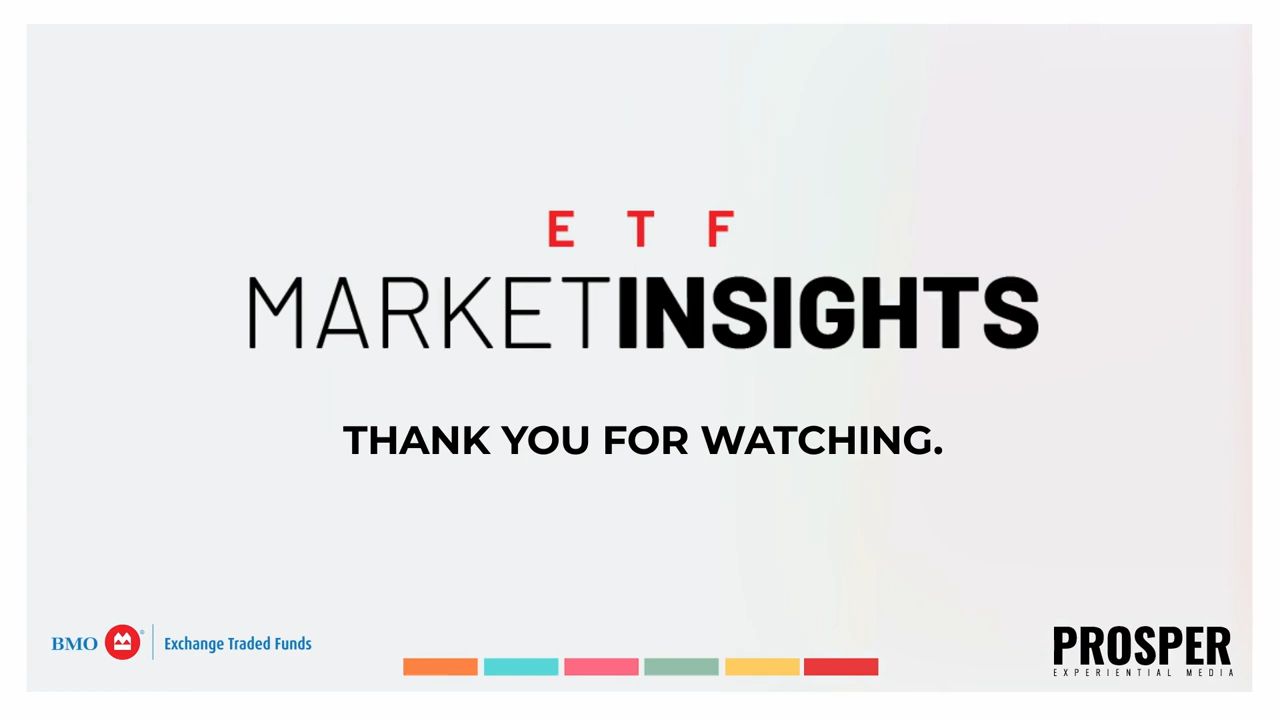 E T F
MARKETINSIGHTS
THANK YOU FOR WATCHING.
BMO ® Exchange Traded Funds
PROSPER
EXPERIENTIAL MEDIA